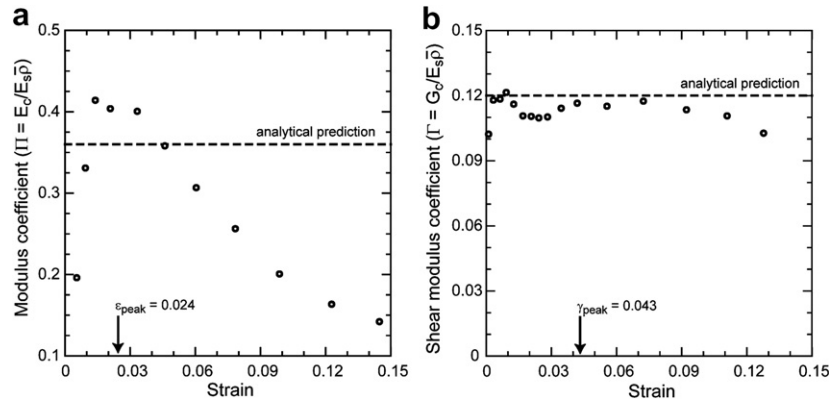 a
Modulus coefficient (Π = E_c/E_sρ̄)
0.5
0.4
0.3
0.2
0.1
analytical prediction
ε_peak = 0.024
0 0.03 0.06 0.09 0.12 0.15
Strain
b
Shear modulus coefficient (Γ = G_c/E_sρ̄)
0.15
0.12
0.09
0.06
0.03
0
analytical prediction
γ_peak = 0.043
0 0.03 0.06 0.09 0.12 0.15
Strain